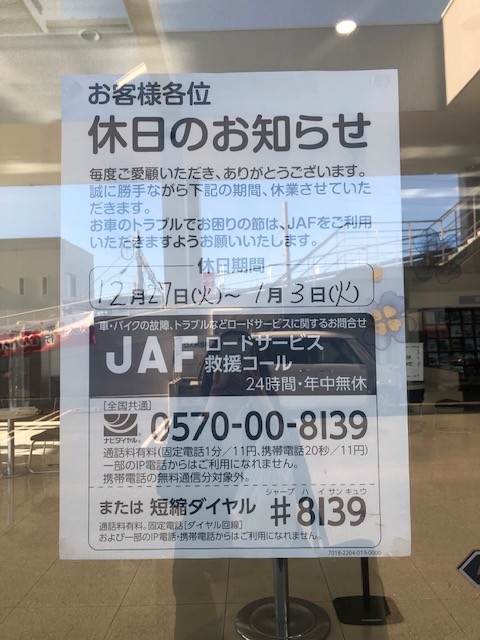 お客様各位
休日のお知らせ
毎度ご愛顧いただき、ありがとうございます。
誠に勝手ながら下記の期間、休業させていた
だきます。
お車のトラブルでお困りの節は、JAFをご利用
いただきますようお願いいたします。
休日期間
12月27日(火)〜1月3日(火)
車・バイクの故障、トラブルなどロードサービスに関するお問合せ
JAF ロードサービス
救援コール
24時間・年中無休
[全国共通]
ナビダイヤル 0570-00-8139
通話料有料(固定電話1分/11円、携帯電話20秒/11円)
一部のIP電話からはご利用になれません。
携帯電話の無料通信分対象外。
シャープ ハイサンキュウ
または 短縮ダイヤル #8139
通話料有料。固定電話[ダイヤル回線]
および一部のIP電話・携帯電話からはご利用になれません。
7018-2204-019-0000